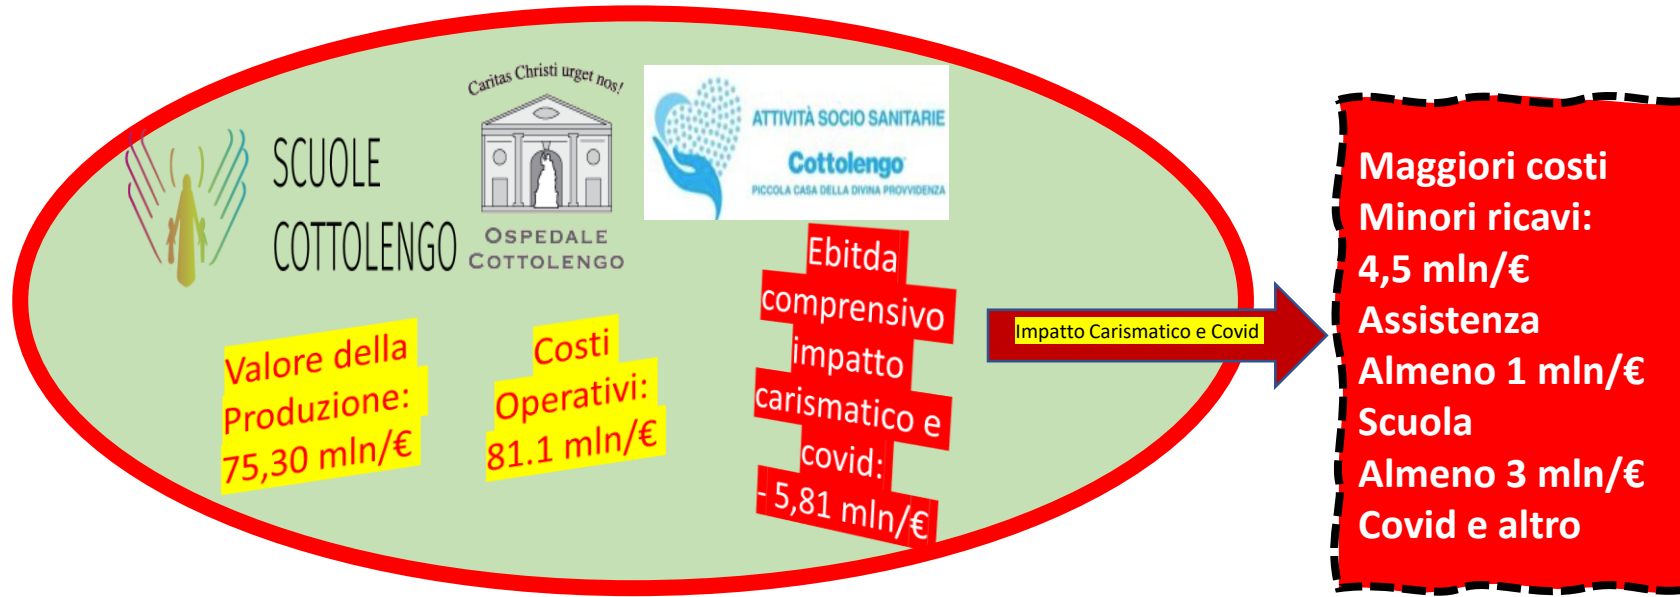 Caritas Christi urget nos!
SCUOLE
COTTOLENGO
OSPEDALE
COTTOLENGO
ATTIVITÀ SOCIO SANITARIE
Cottolengo
PICCOLA CASA DELLA DIVINA PROVVIDENZA
Valore della
Produzione:
75,30 mln/€
Costi
Operativi:
81.1 mln/€
Ebitda
comprensivo
impatto
carismatico e
covid:
- 5,81 mln/€
Impatto Carismatico e Covid
Maggiori costi
Minori ricavi:
4,5 mln/€
Assistenza
Almeno 1 mln/€
Scuola
Almeno 3 mln/€
Covid e altro